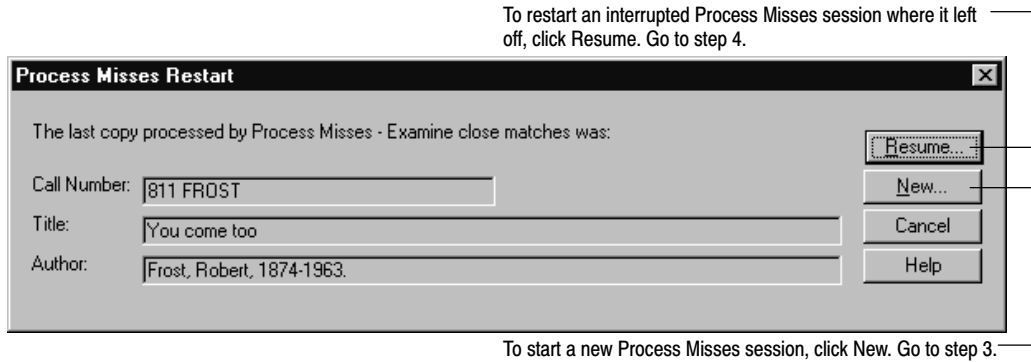 To restart an interrupted Process Misses session where it left
off, click Resume. Go to step 4.
Process Misses Restart
The last copy processed by Process Misses - Examine close matches was:
Resume...
Call Number: 811 FROST
New...
Title: You come too
Cancel
Author: Frost, Robert, 1874-1963.
Help
To start a new Process Misses session, click New. Go to step 3.